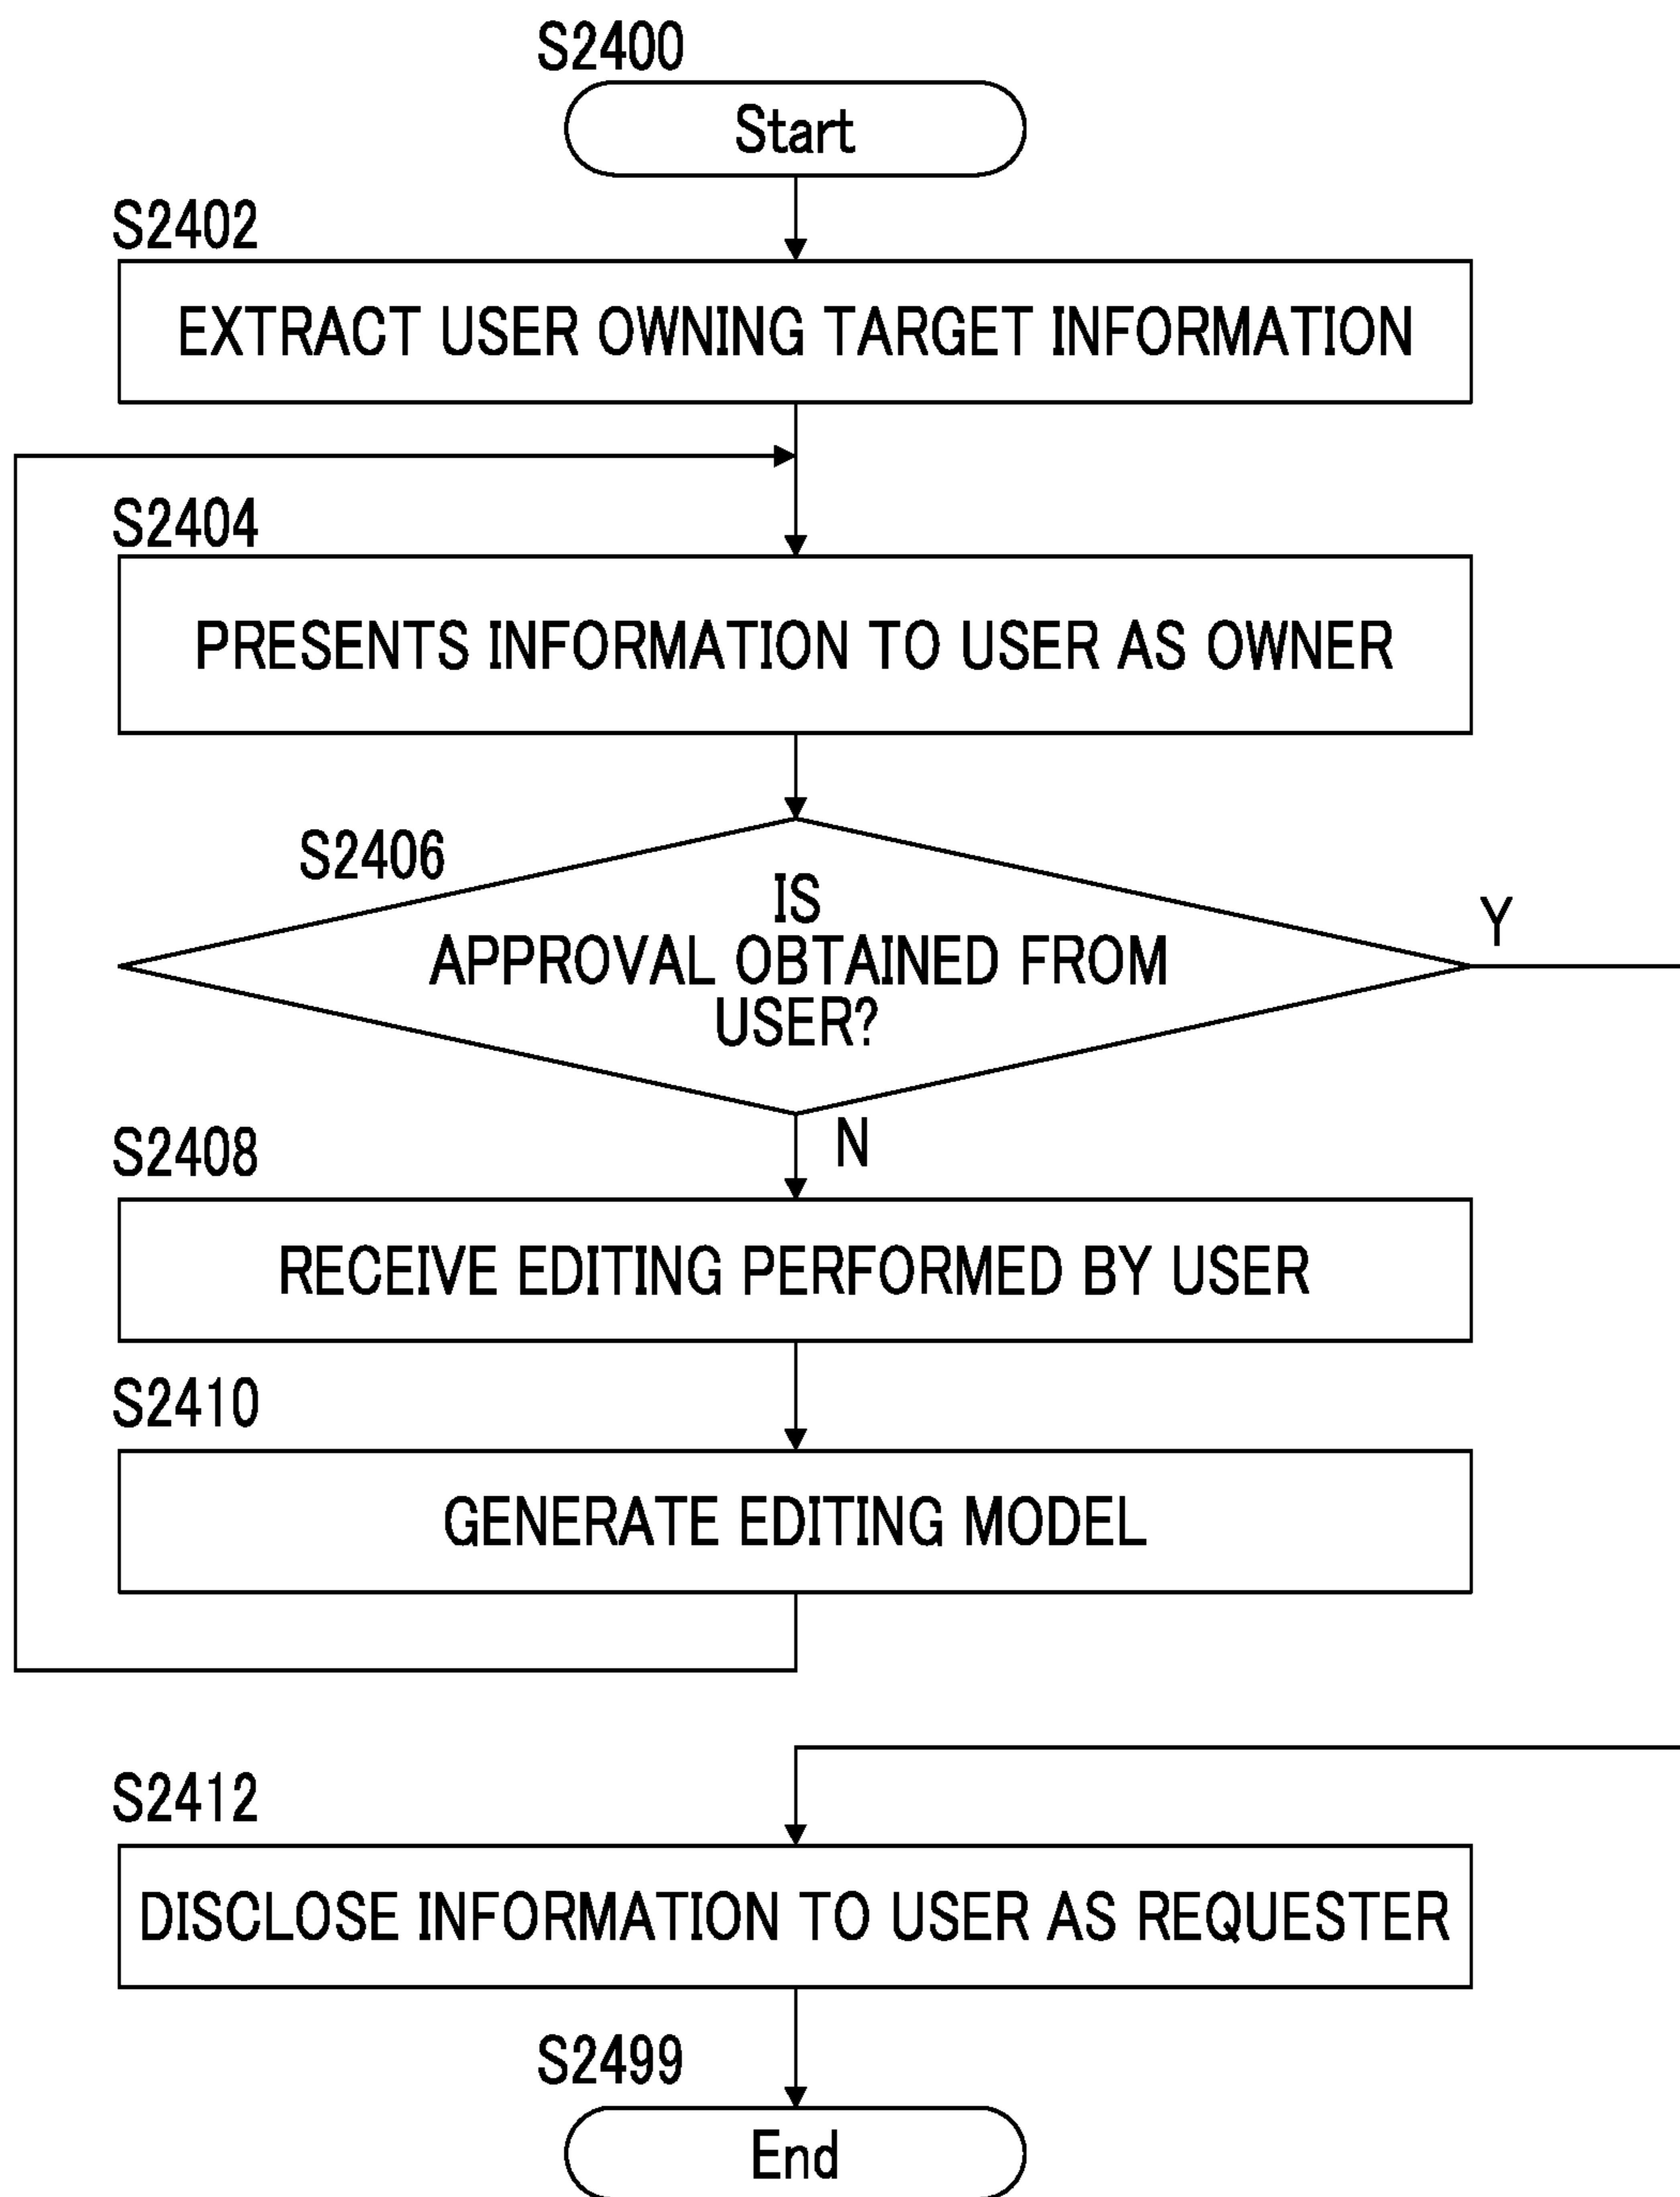 S2400
Start
S2402
EXTRACT USER OWNING TARGET INFORMATION
S2404
PRESENTS INFORMATION TO USER AS OWNER
S2406
IS
APPROVAL OBTAINED FROM
USER?
Y
N
S2408
RECEIVE EDITING PERFORMED BY USER
S2410
GENERATE EDITING MODEL
S2412
DISCLOSE INFORMATION TO USER AS REQUESTER
S2499
End